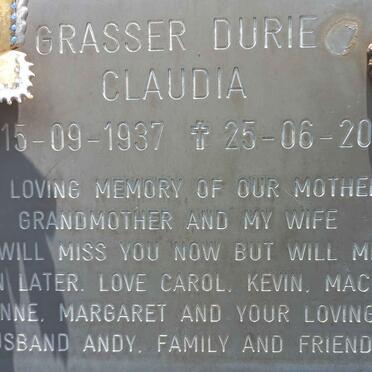 GRASSER DURIE
CLAUDIA
15-09-1937 ✝ 25-06-20
LOVING MEMORY OF OUR MOTHE
GRANDMOTHER AND MY WIFE
WILL MISS YOU NOW BUT WILL M
LATER. LOVE CAROL. KEVIN. MAC
NNE. MARGARET AND YOUR LOVING
USBAND ANDY. FAMILY AND FRIEND